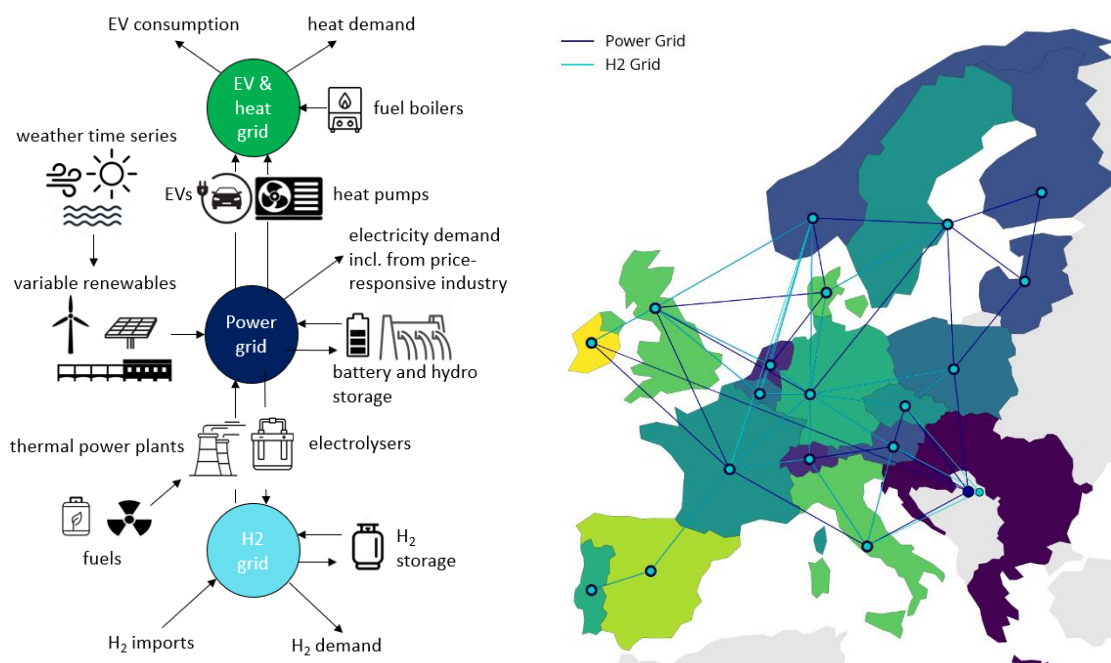 EV consumption
heat demand
EV &
heat
grid
fuel boilers
weather time series
EVs
heat pumps
electricity demand
incl. from price-
responsive industry
variable renewables
Power
grid
battery and hydro
storage
thermal power plants
electrolysers
fuels
H2
grid
H₂
storage
H₂ imports
H₂ demand
Power Grid
H2 Grid